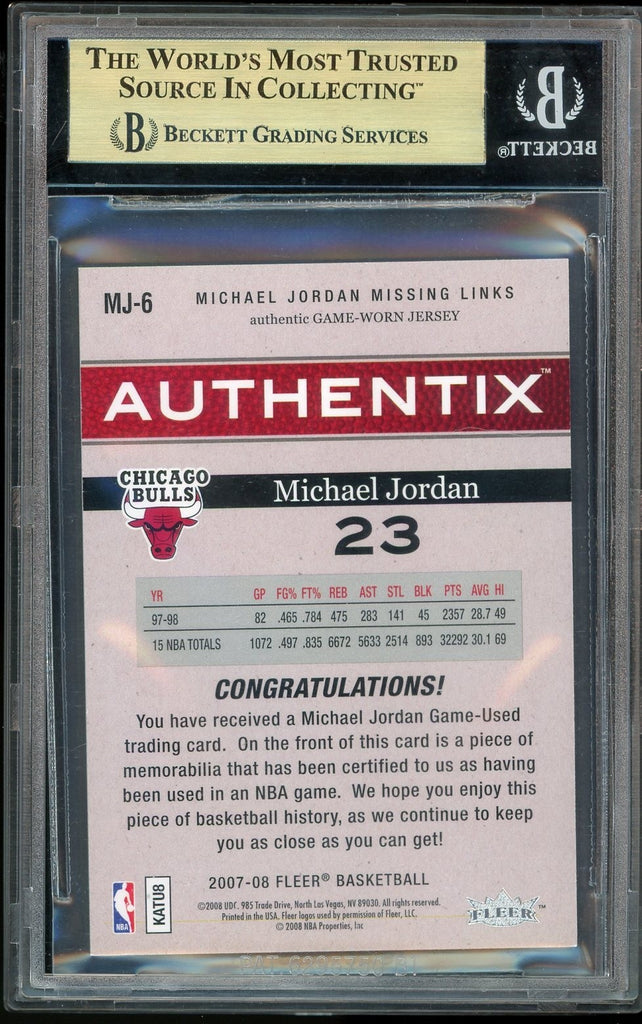 THE WORLD'S MOST TRUSTED
SOURCE IN COLLECTING™
B BECKETT GRADING SERVICES
B
BECKETT®
MJ-6
MICHAEL JORDAN MISSING LINKS
authentic GAME-WORN JERSEY
AUTHENTIX™
CHICAGO
BULLS
Michael Jordan
23
YR GP FG% FT% REB AST STL BLK PTS AVG HI
97-98 82 .465 .784 475 283 141 45 2357 28.7 49
15 NBA TOTALS 1072 .497 .835 6672 5633 2514 893 32292 30.1 69
CONGRATULATIONS!
You have received a Michael Jordan Game-Used
trading card. On the front of this card is a piece of
memorabilia that has been certified to us as having
been used in an NBA game. We hope you enjoy this
piece of basketball history, as we continue to keep
you as close as you can get!
2007-08 FLEER® BASKETBALL
©2008 UDC. 985 Trade Drive, North Las Vegas, NV 89030. All rights reserved.
Printed in the USA. Fleer logos used by permission of Fleer, LLC.
© 2008 NBA Properties, Inc
NBA
KATU8
FLEER™